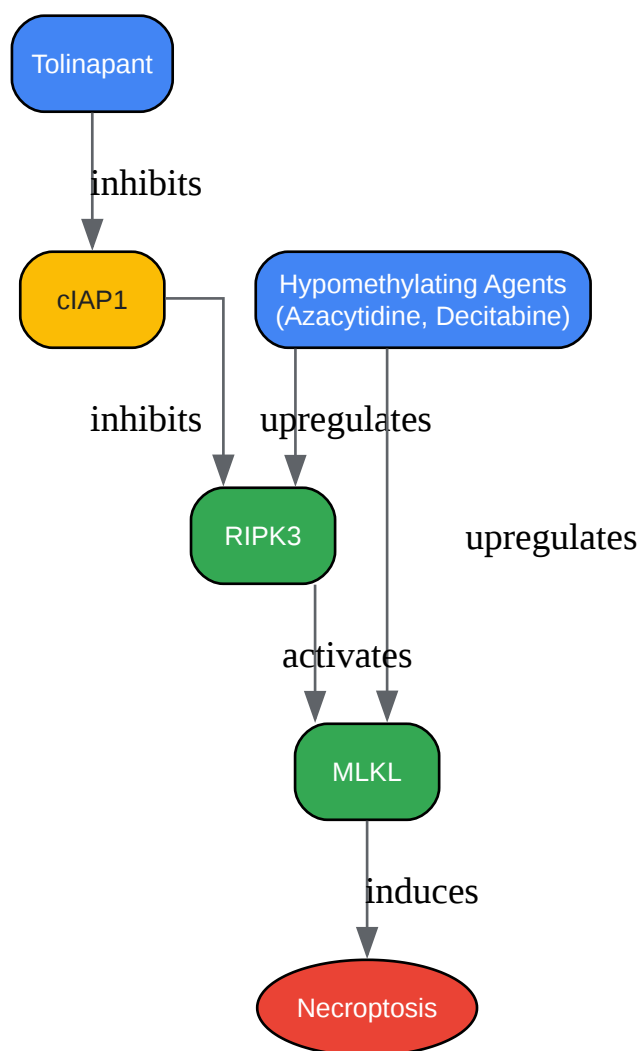 Tolinapant
inhibits
cIAP1
Hypomethylating Agents
(Azacytidine, Decitabine)
inhibits
upregulates
RIPK3
upregulates
activates
MLKL
induces
Necroptosis